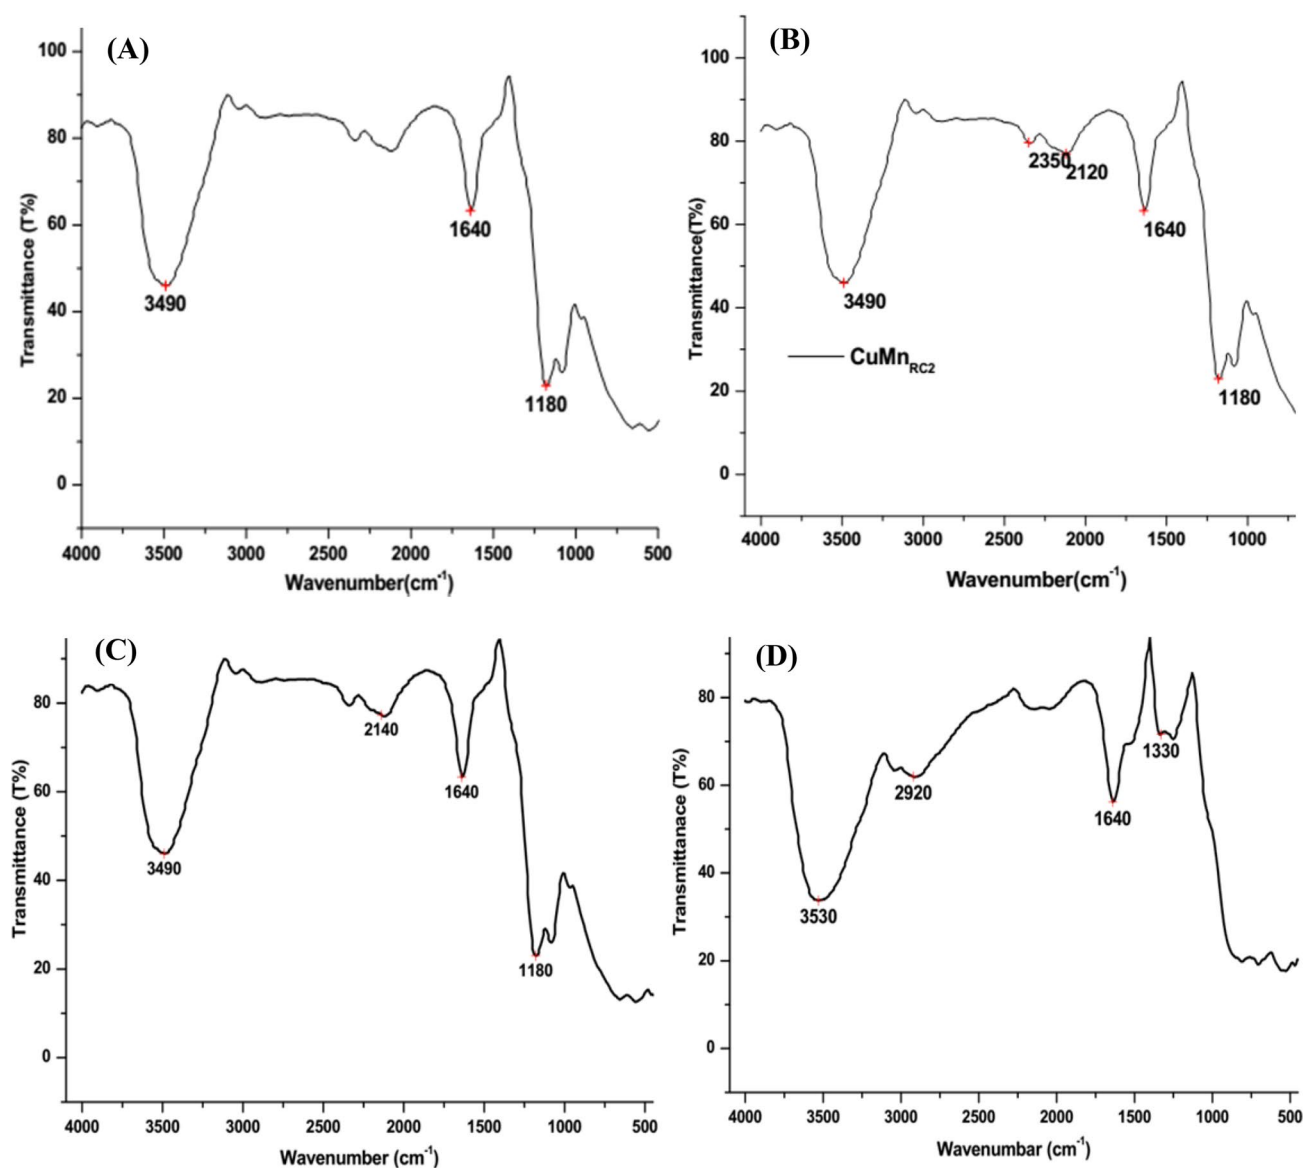 (A)
100
80
60
40
20
0
Transmittance (T%)
3490
1640
1180
4000 3500 3000 2500 2000 1500 1000 500
Wavenumber(cm⁻¹)
(B)
100
80
60
40
20
0
Transmittance(T%)
2350
2120
1640
3490
CuMn_RC2
1180
4000 3500 3000 2500 2000 1500 1000
Wavenumber(cm⁻¹)
(C)
80
60
40
20
0
Transmittance (T%)
2140
1640
3490
1180
4000 3500 3000 2500 2000 1500 1000 500
Wavenumber (cm⁻¹)
(D)
80
60
40
20
0
Transmittanace (T%)
1330
2920
1640
3530
4000 3500 3000 2500 2000 1500 1000 500
Wavenumbar (cm⁻¹)